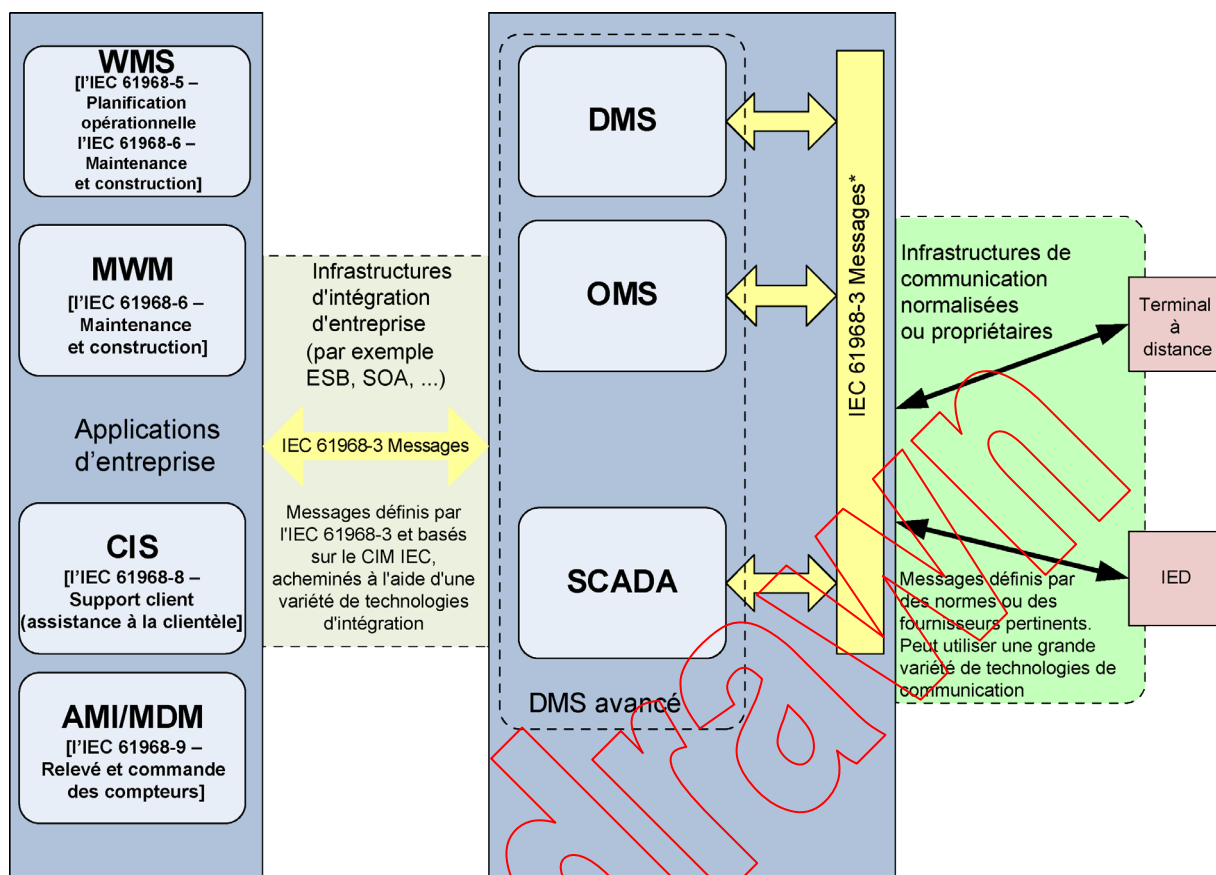 WMS
[l'IEC 61968-5 –
Planification
opérationnelle
l'IEC 61968-6 –
Maintenance
et construction]
MWM
[l'IEC 61968-6 –
Maintenance
et construction]
Applications
d'entreprise
CIS
[l'IEC 61968-8 –
Support client
(assistance à la clientèle]
AMI/MDM
[l'IEC 61968-9 –
Relevé et commande
des compteurs]
Infrastructures
d'intégration
d'entreprise
(par exemple
ESB, SOA, ...)
IEC 61968-3 Messages
Messages définis par
l'IEC 61968-3 et basés
sur le CIM IEC,
acheminés à l'aide d'une
variété de technologies
d'intégration
DMS
OMS
SCADA
DMS avancé
IEC 61968-3 Messages*
Infrastructures de
communication
normalisées
ou propriétaires
Messages définis par
des normes ou des
fournisseurs pertinents.
Peut utiliser une grande
variété de technologies de
communication
Terminal
à
distance
IED